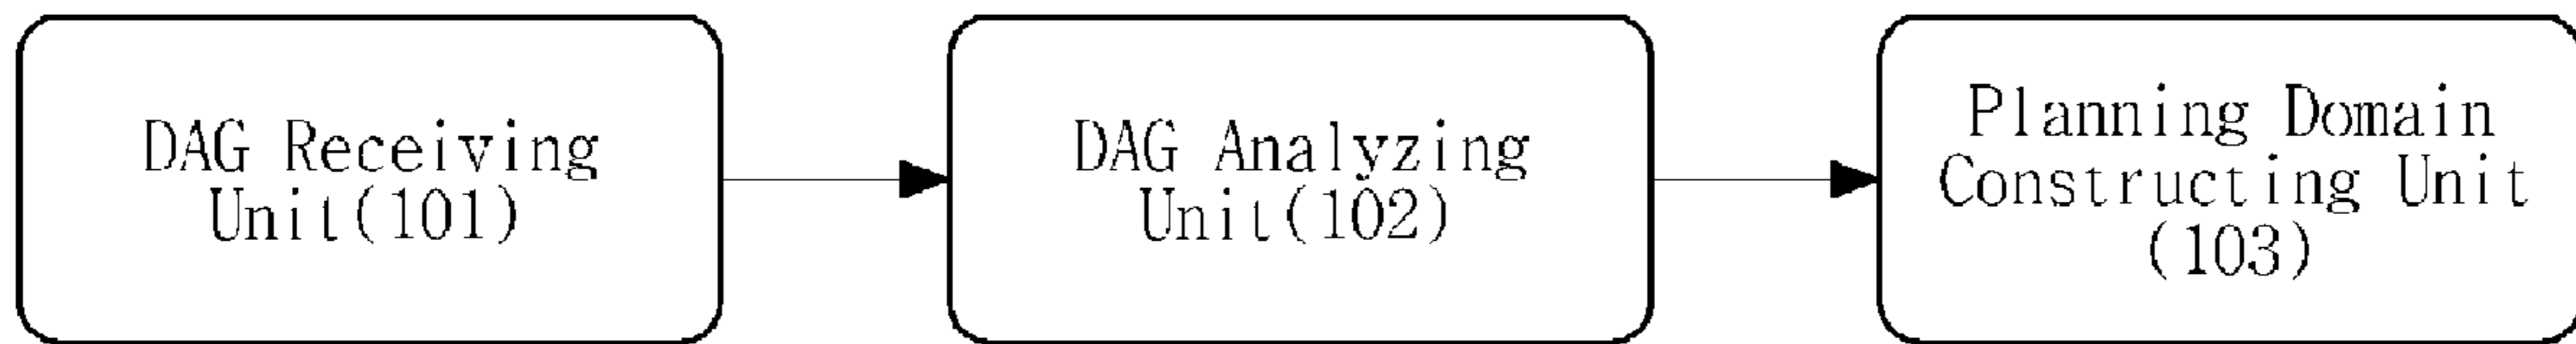 DAG Receiving
Unit(101)
DAG Analyzing
Unit(102)
Planning Domain
Constructing Unit
(103)